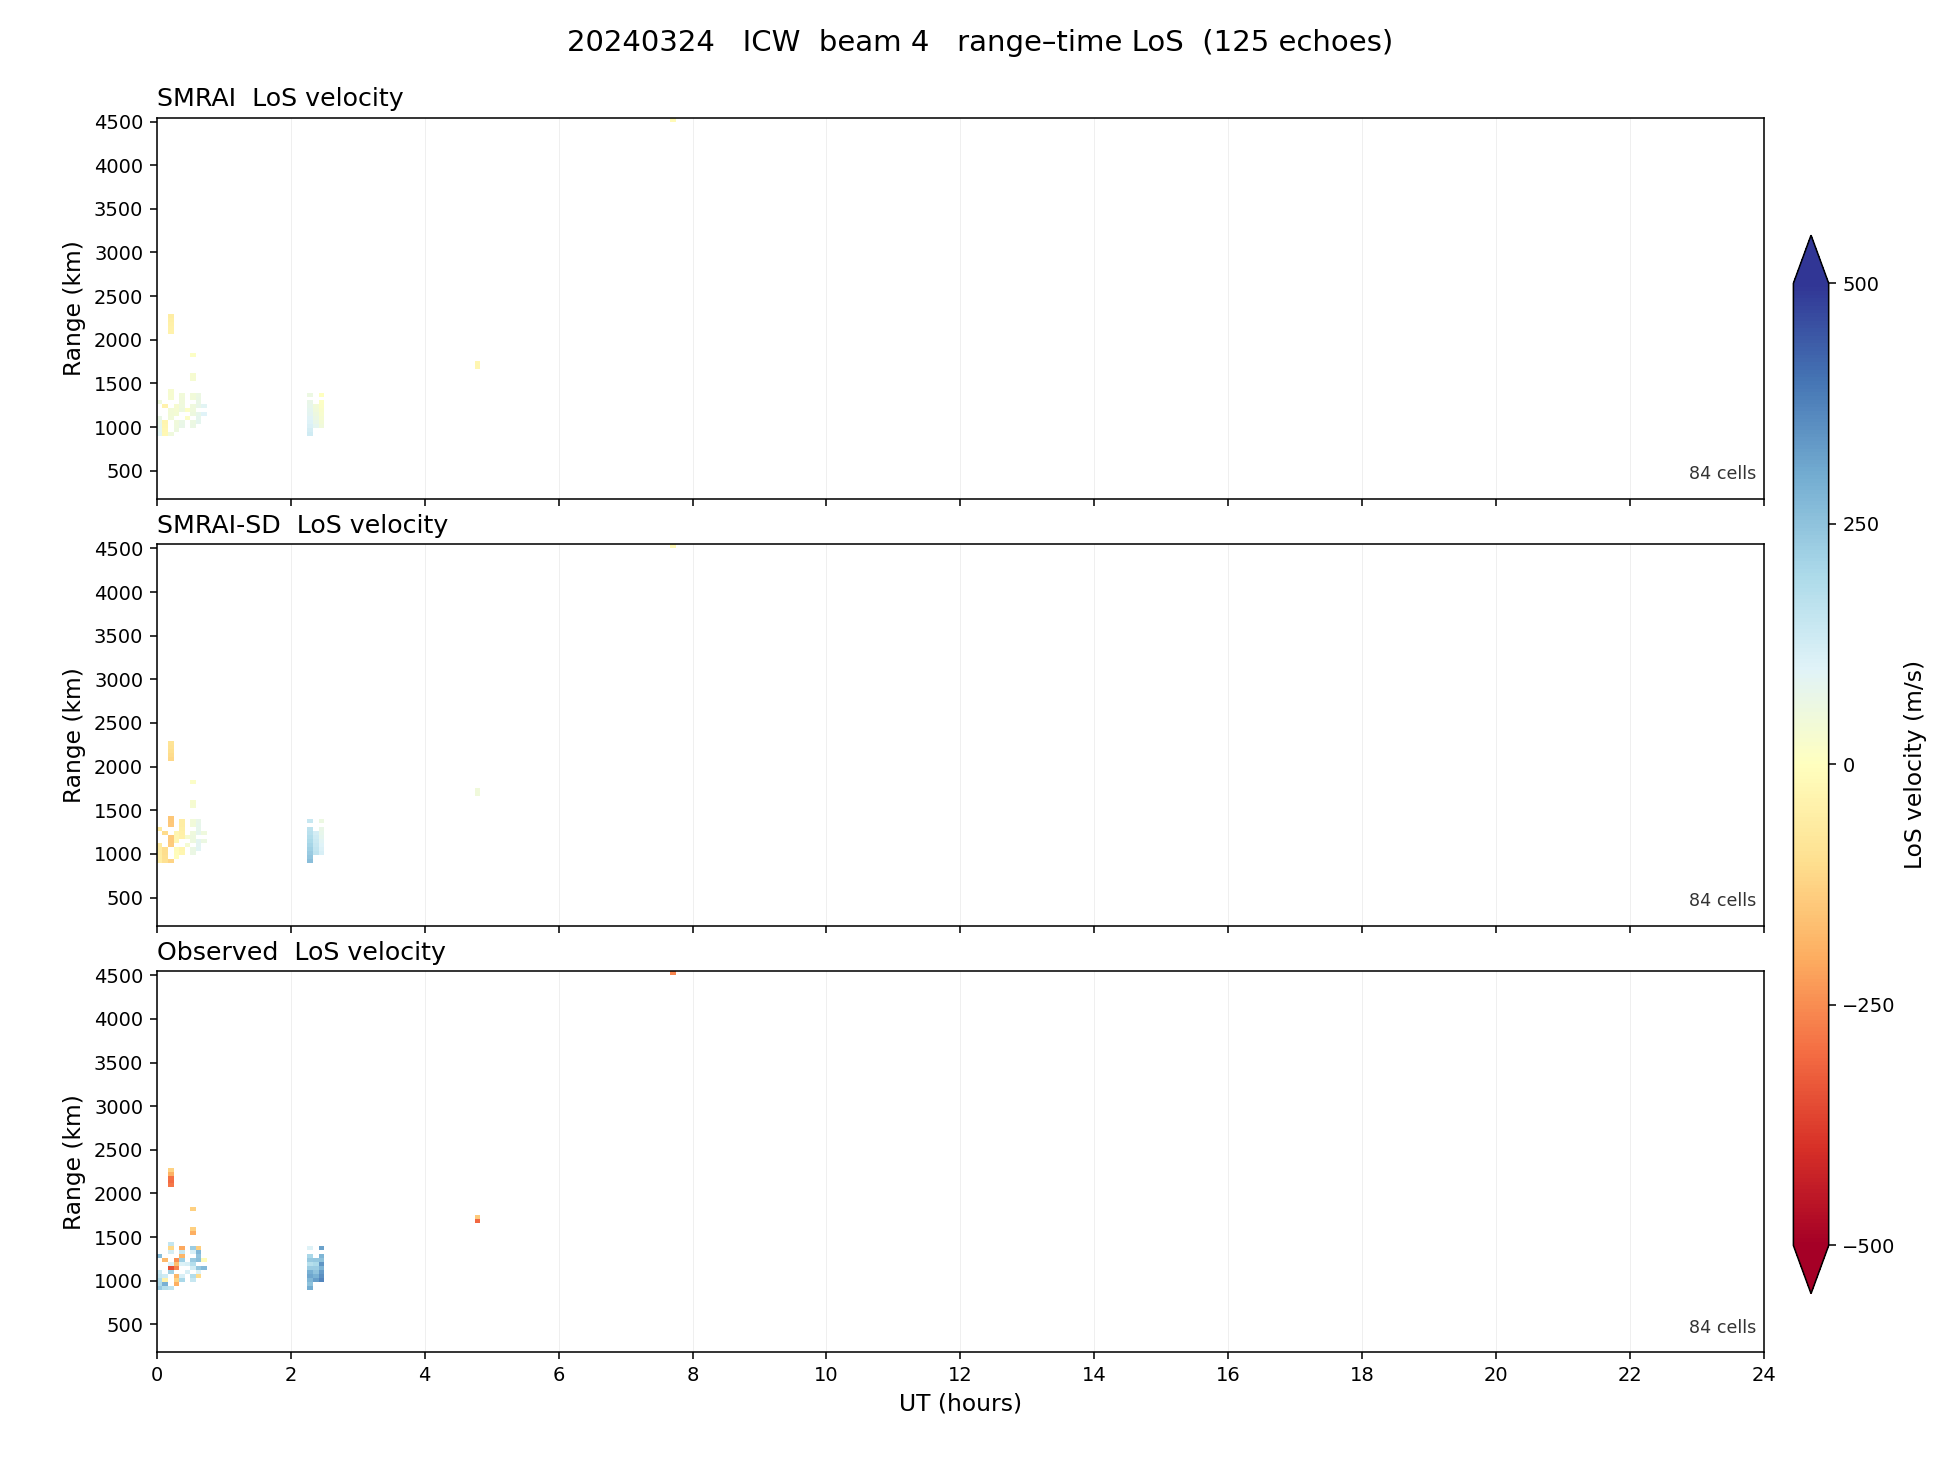 20240324   ICW  beam 4   range–time LoS  (125 echoes)
SMRAI  LoS velocity
4500
4000
3500
3000
2500
2000
1500
1000
500
Range (km)
84 cells
SMRAI-SD  LoS velocity
4500
4000
3500
3000
2500
2000
1500
1000
500
Range (km)
84 cells
Observed  LoS velocity
4500
4000
3500
3000
2500
2000
1500
1000
500
Range (km)
84 cells
0 2 4 6 8 10 12 14 16 18 20 22 24
UT (hours)
500
250
0
−250
−500
LoS velocity (m/s)